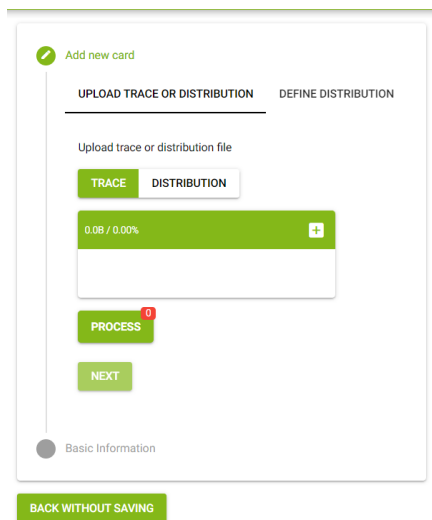 Add new card
UPLOAD TRACE OR DISTRIBUTION DEFINE DISTRIBUTION
Upload trace or distribution file
TRACE DISTRIBUTION
0.0B / 0.00%
0
PROCESS
NEXT
Basic Information
BACK WITHOUT SAVING